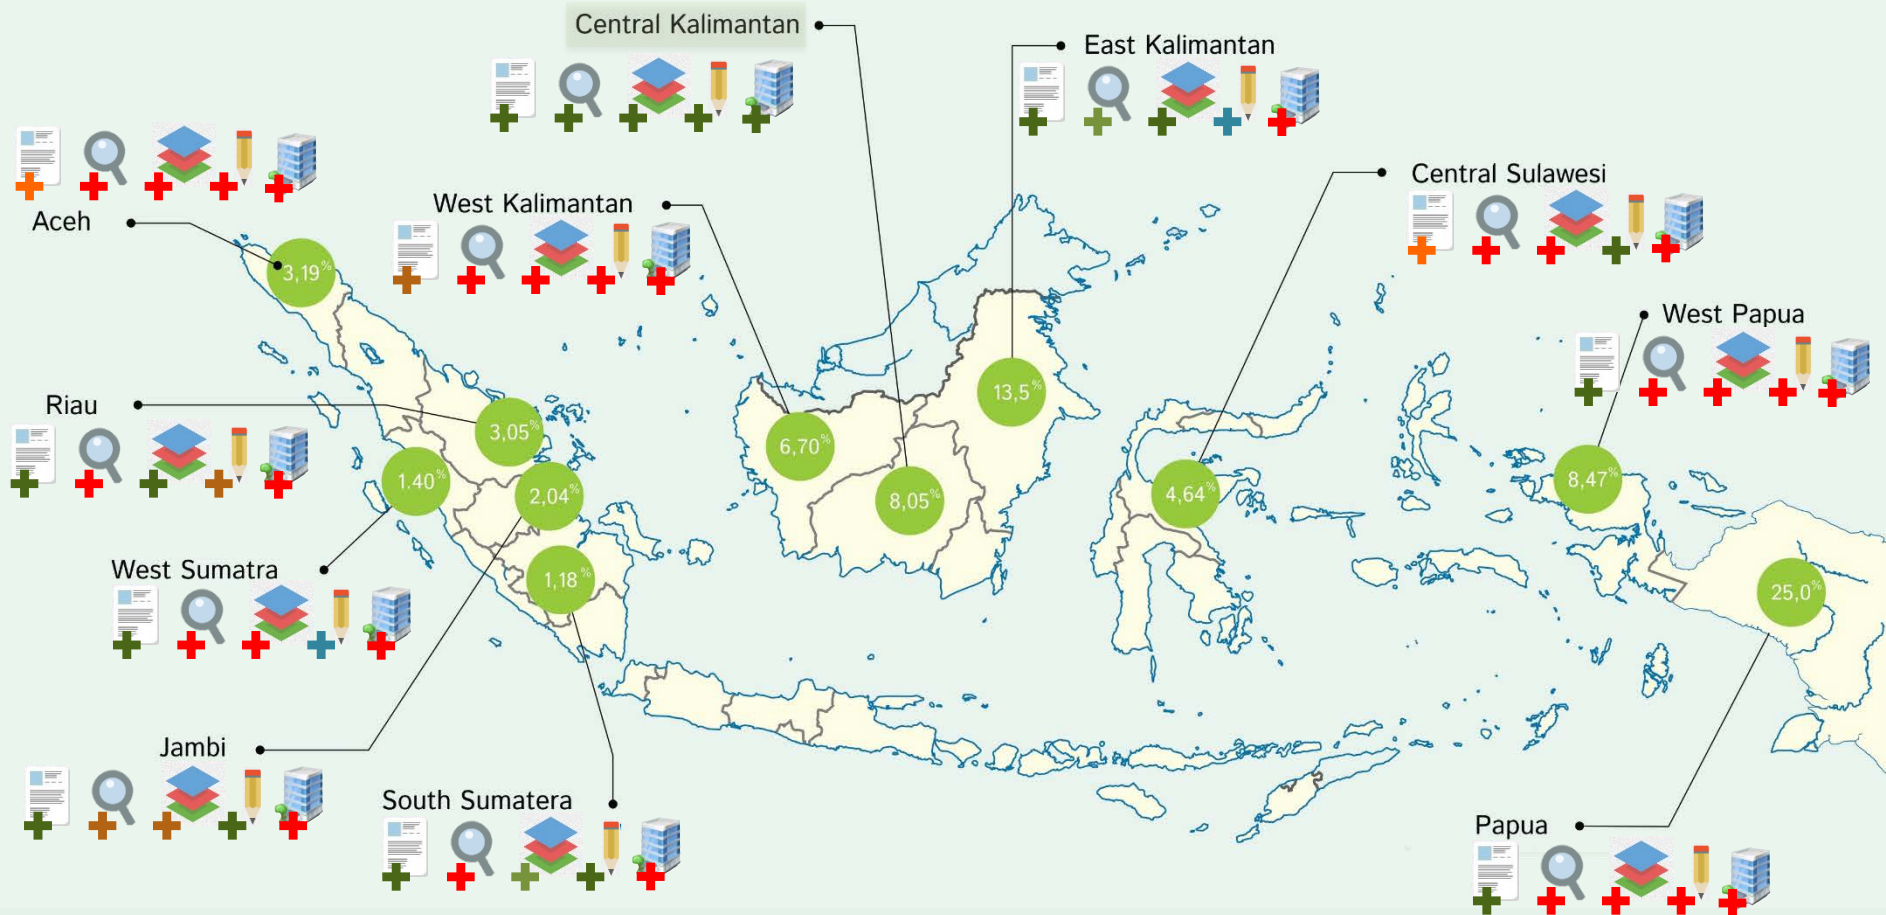 Central Kalimantan
East Kalimantan
Central Sulawesi
West Kalimantan
Aceh
3,19%
West Papua
13,5%
Riau
3,05%
6,70%
1.40%
2,04%
8,05%
4,64%
8,47%
West Sumatra
1,18%
25,0%
Jambi
South Sumatera
Papua